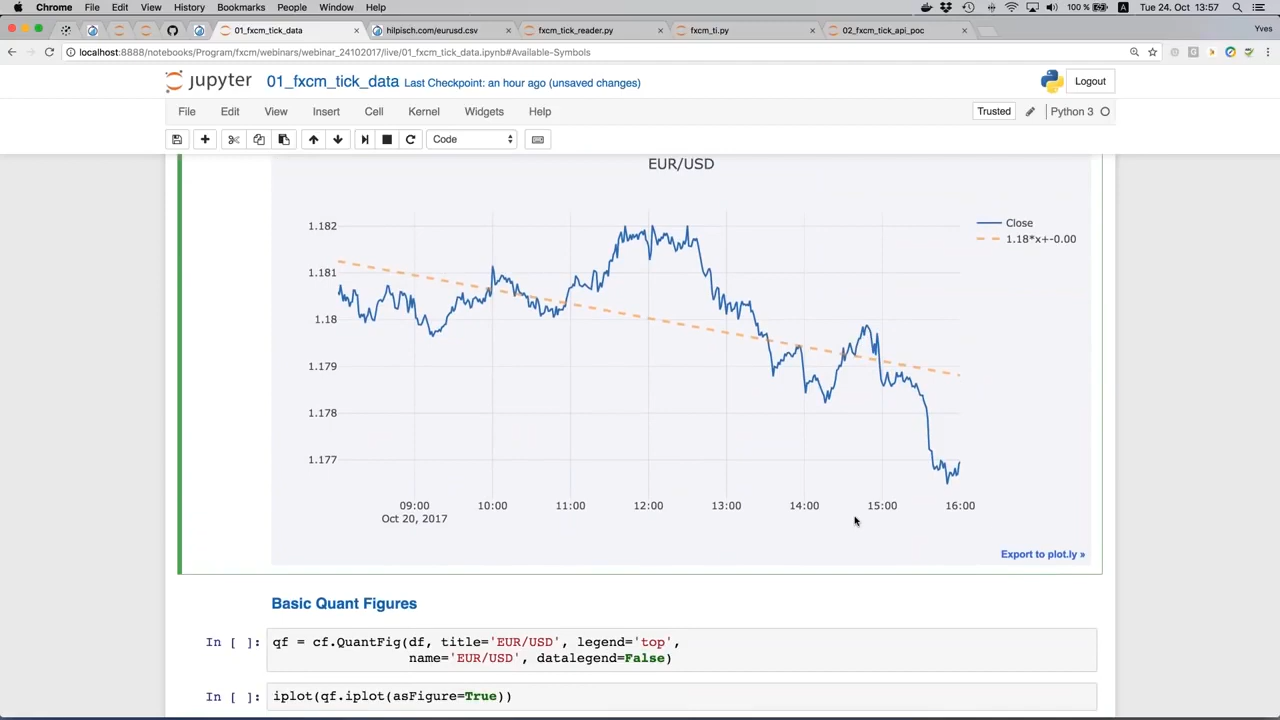 Chrome File Edit View History Bookmarks People Window Help 100 % A Tue 24. Oct 13:57
01_fxcm_tick_data hilpisch.com/eurusd.csv fxcm_tick_reader.py fxcm_ti.py 02_fxcm_tick_api_poc Yves
localhost:8888/notebooks/Program/fxcm/webinars/webinar_24102017/live/01_fxcm_tick_data.ipynb#Available-Symbols
jupyter 01_fxcm_tick_data Last Checkpoint: an hour ago (unsaved changes) Logout
File Edit View Insert Cell Kernel Widgets Help Trusted Python 3
Code
EUR/USD
1.182
1.181
1.18
1.179
1.178
1.177
Close
1.18*x+-0.00
09:00 10:00 11:00 12:00 13:00 14:00 15:00 16:00
Oct 20, 2017
Export to plot.ly »
Basic Quant Figures
In [ ]: qf = cf.QuantFig(df, title='EUR/USD', legend='top',
name='EUR/USD', datalegend=False)
In [ ]: iplot(qf.iplot(asFigure=True))